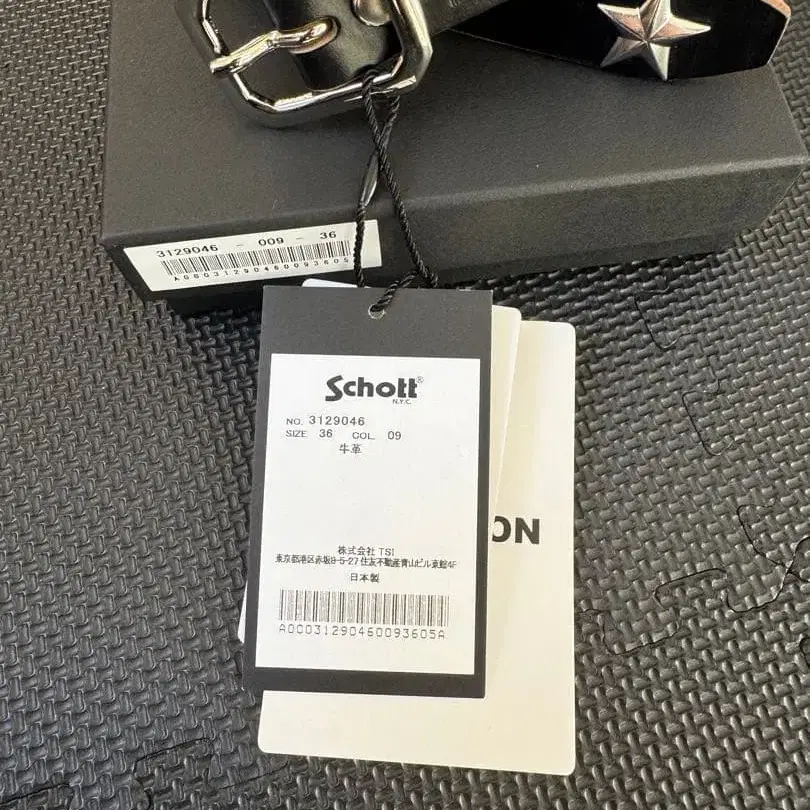 3129046 - 009 - 36
A0003129046009360S
Schott®
N.Y.C.
NO. 3129046
SIZE 36 COL. 09
牛革
株式会社 TSI
東京都港区赤坂8-5-27 住友不動産青山ビル東館4F
日本製
A0003129046009360SA
ON